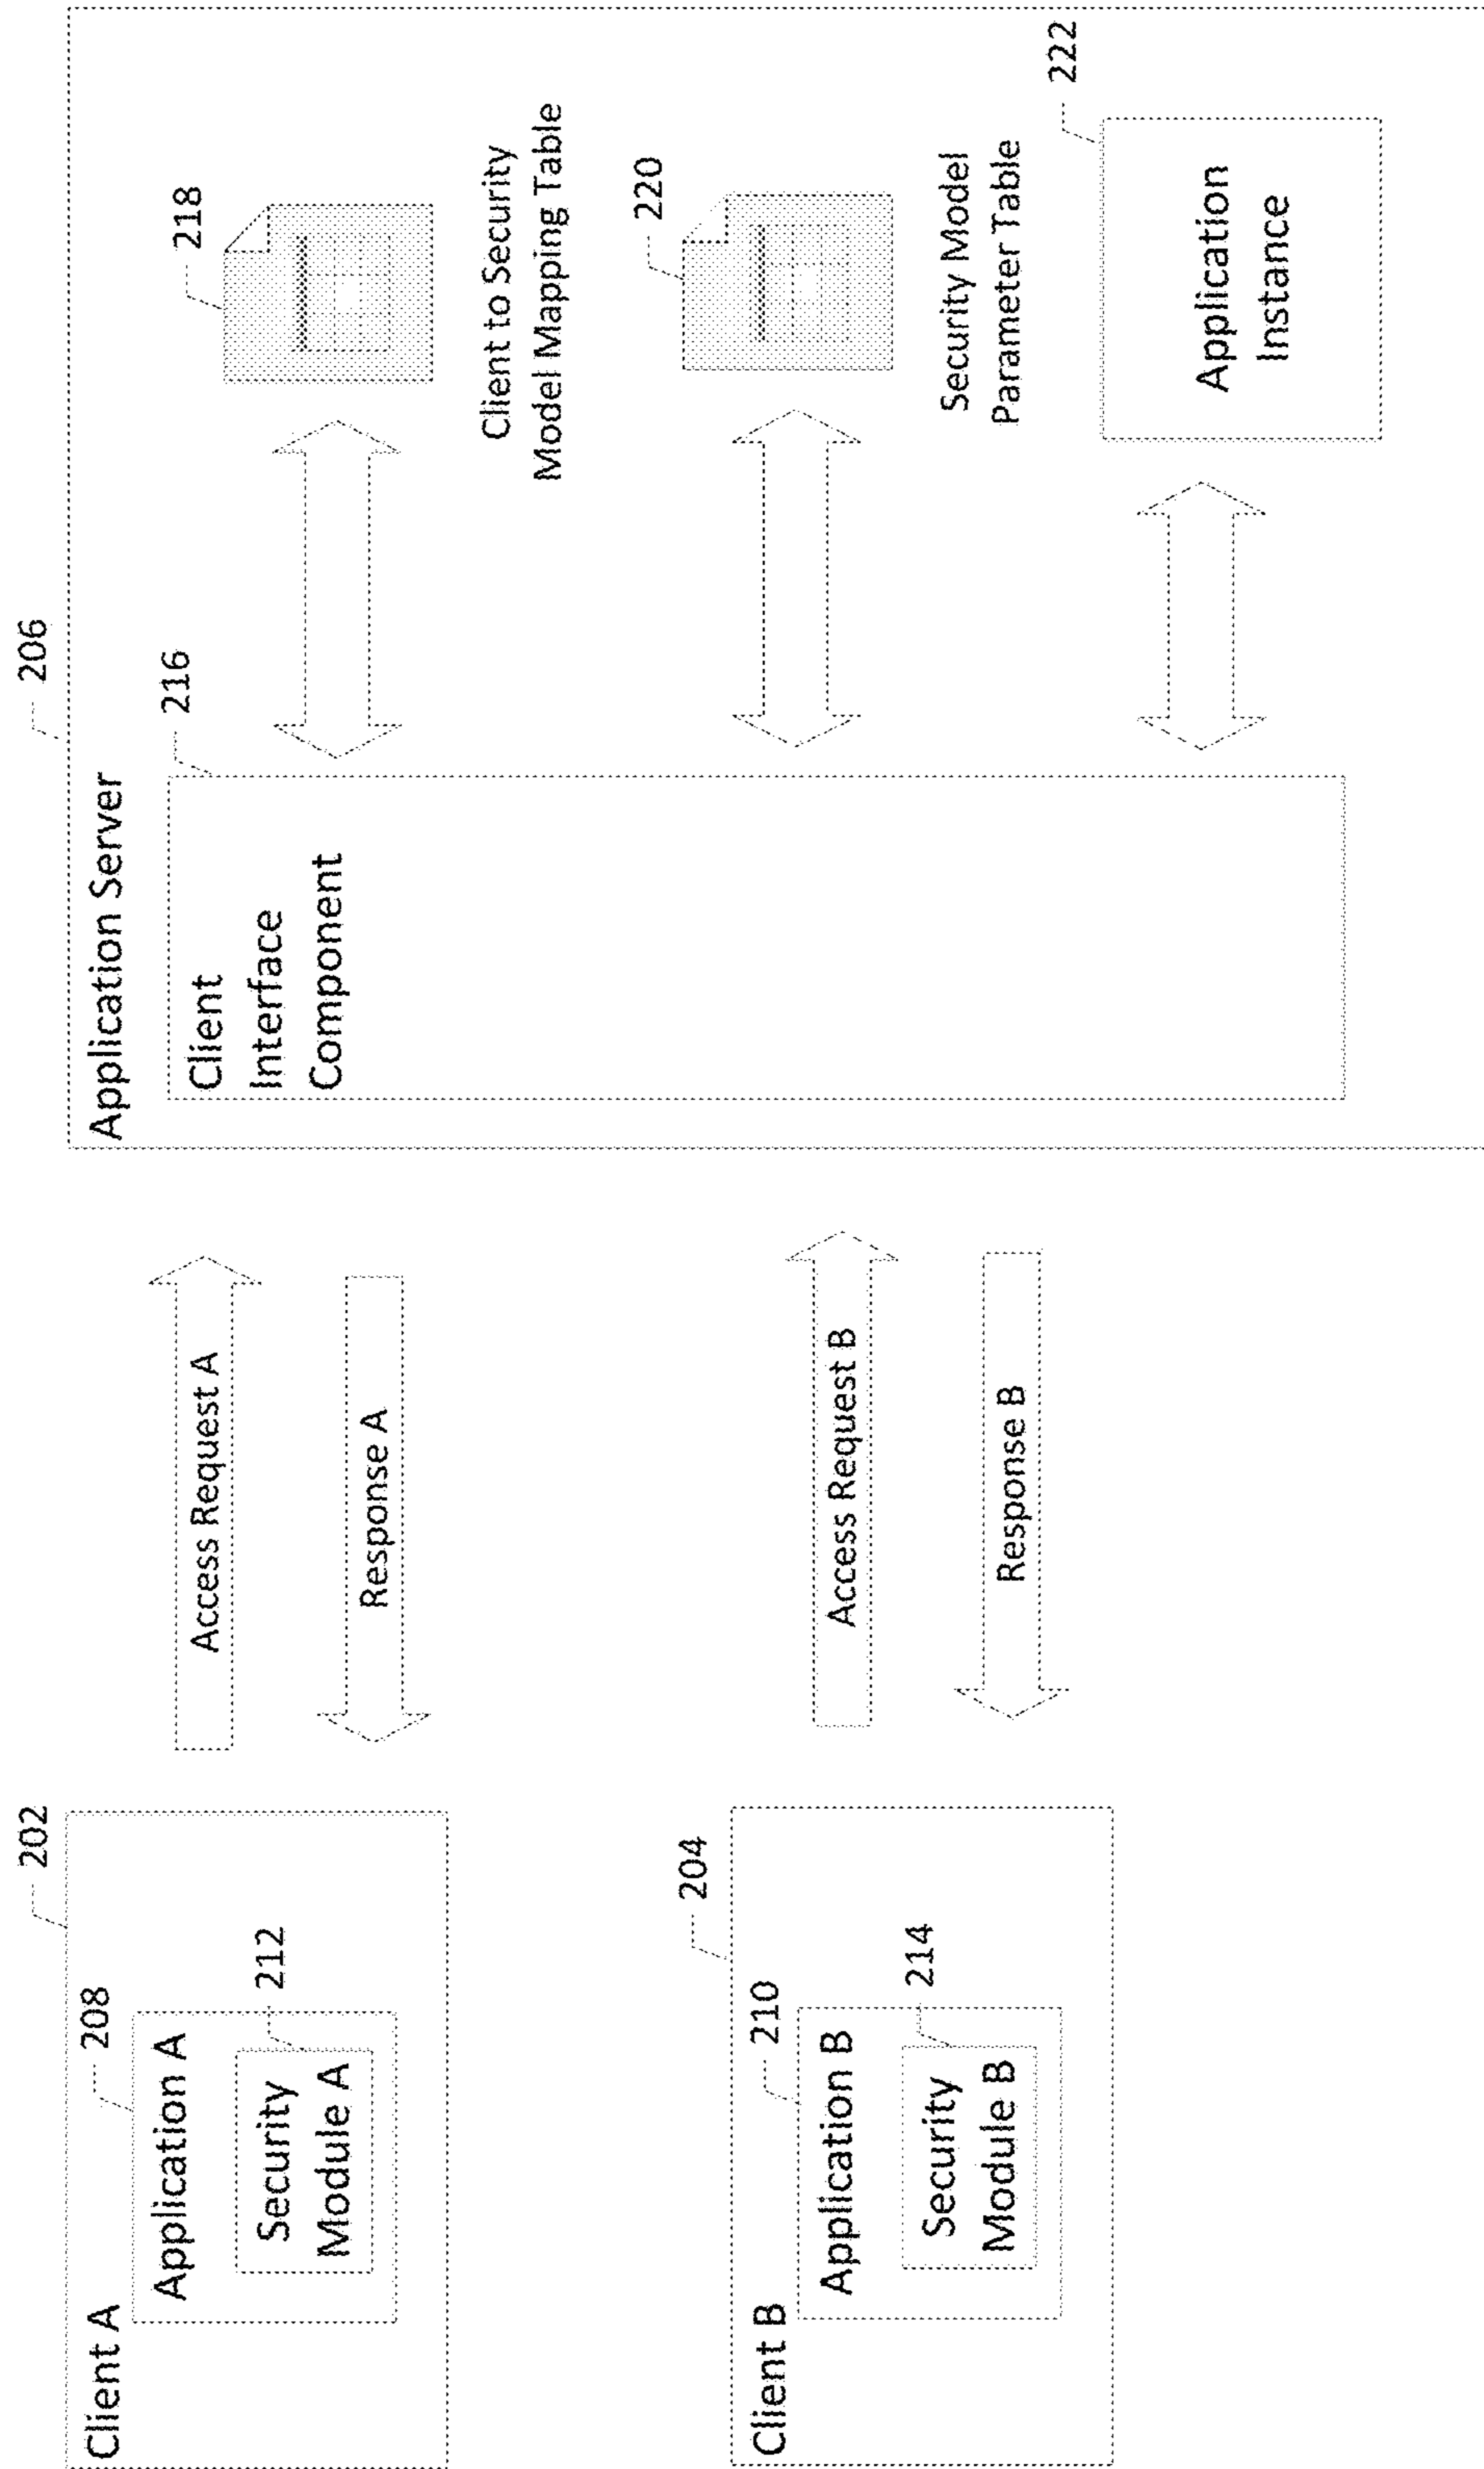 202
Client A
208
Application A
212
Security
Module A
Access Request A
Response A
204
Client B
210
Application B
214
Security
Module B
Access Request B
Response B
206
Application Server
216
Client
Interface
Component
218
Client to Security
Model Mapping Table
220
Security Model
Parameter Table
222
Application
Instance